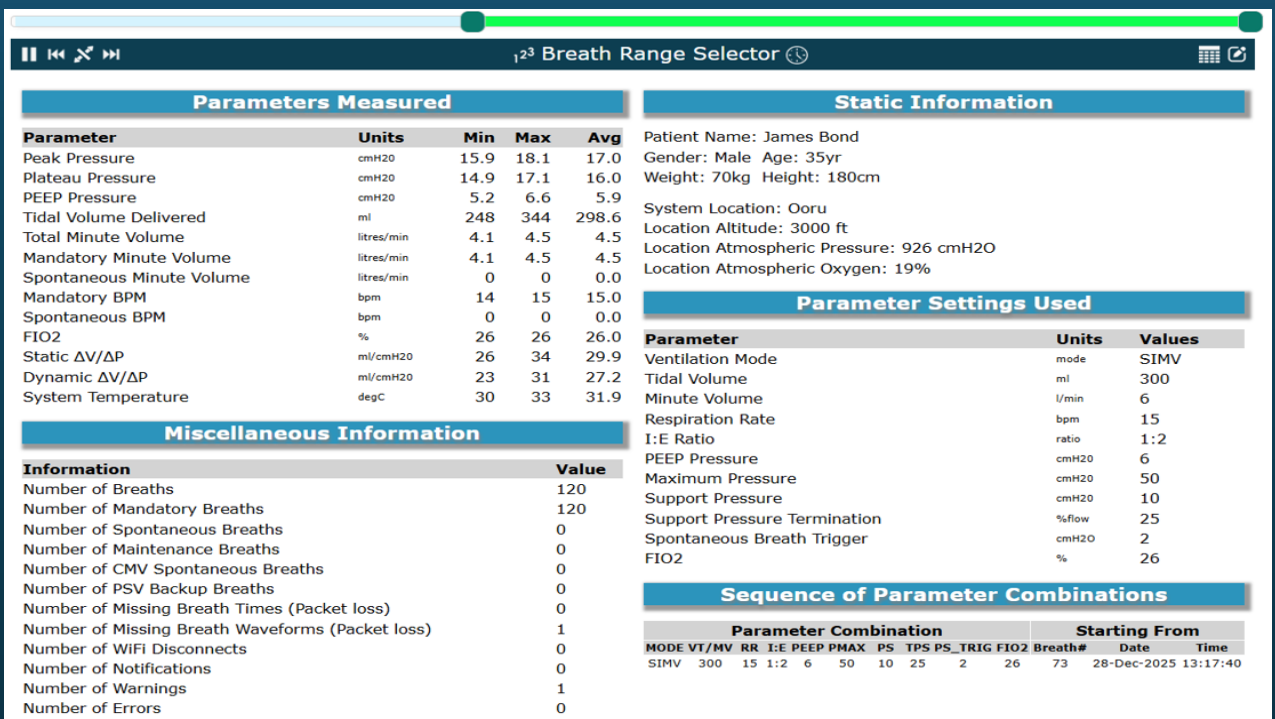 123 Breath Range Selector
Parameters Measured
Parameter Units Min Max Avg
Peak Pressure cmH20 15.9 18.1 17.0
Plateau Pressure cmH20 14.9 17.1 16.0
PEEP Pressure cmH20 5.2 6.6 5.9
Tidal Volume Delivered ml 248 344 298.6
Total Minute Volume litres/min 4.1 4.5 4.5
Mandatory Minute Volume litres/min 4.1 4.5 4.5
Spontaneous Minute Volume litres/min 0 0 0.0
Mandatory BPM bpm 14 15 15.0
Spontaneous BPM bpm 0 0 0.0
FIO2 % 26 26 26.0
Static ΔV/ΔP ml/cmH20 26 34 29.9
Dynamic ΔV/ΔP ml/cmH20 23 31 27.2
System Temperature degC 30 33 31.9
Miscellaneous Information
Information Value
Number of Breaths 120
Number of Mandatory Breaths 120
Number of Spontaneous Breaths 0
Number of Maintenance Breaths 0
Number of CMV Spontaneous Breaths 0
Number of PSV Backup Breaths 0
Number of Missing Breath Times (Packet loss) 0
Number of Missing Breath Waveforms (Packet loss) 1
Number of WiFi Disconnects 0
Number of Notifications 0
Number of Warnings 1
Number of Errors 0
Static Information
Patient Name: James Bond
Gender: Male Age: 35yr
Weight: 70kg Height: 180cm
System Location: Ooru
Location Altitude: 3000 ft
Location Atmospheric Pressure: 926 cmH2O
Location Atmospheric Oxygen: 19%
Parameter Settings Used
Parameter Units Values
Ventilation Mode mode SIMV
Tidal Volume ml 300
Minute Volume l/min 6
Respiration Rate bpm 15
I:E Ratio ratio 1:2
PEEP Pressure cmH20 6
Maximum Pressure cmH20 50
Support Pressure cmH20 10
Support Pressure Termination %flow 25
Spontaneous Breath Trigger cmH2O 2
FIO2 % 26
Sequence of Parameter Combinations
Parameter Combination Starting From
MODE VT/MV RR I:E PEEP PMAX PS TPS PS_TRIG FIO2 Breath# Date Time
SIMV 300 15 1:2 6 50 10 25 2 26 73 28-Dec-2025 13:17:40